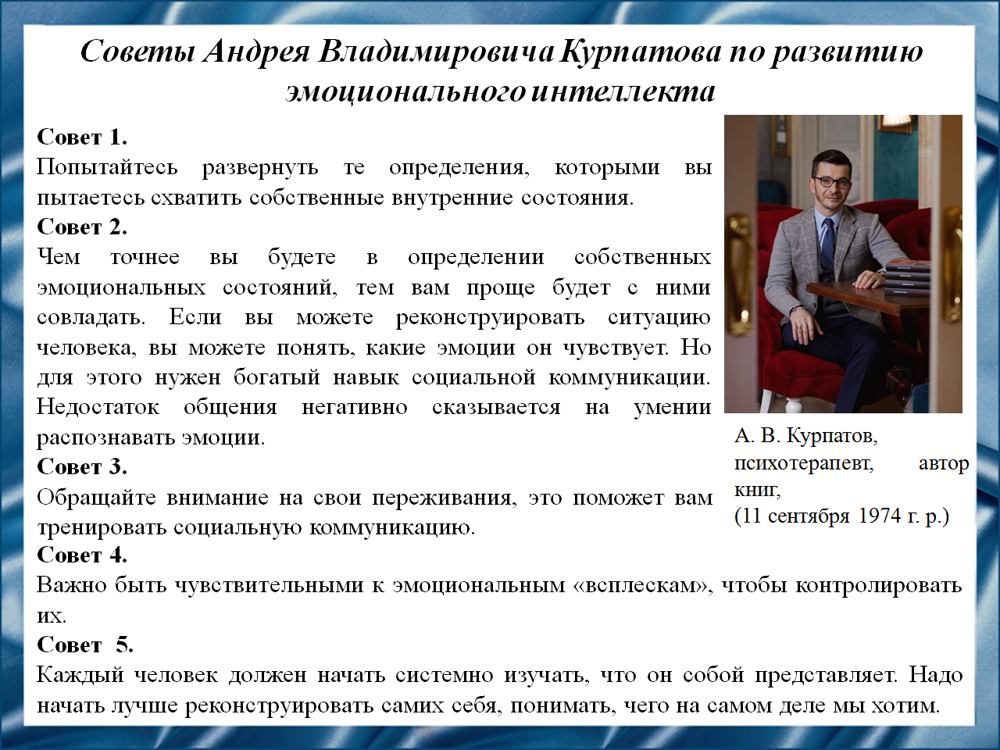 Советы Андрея Владимировича Курпатова по развитию
эмоционального интеллекта
Совет 1.
Попытайтесь развернуть те определения, которыми вы
пытаетесь схватить собственные внутренние состояния.
Совет 2.
Чем точнее вы будете в определении собственных
эмоциональных состояний, тем вам проще будет с ними
совладать. Если вы можете реконструировать ситуацию
человека, вы можете понять, какие эмоции он чувствует. Но
для этого нужен богатый навык социальной коммуникации.
Недостаток общения негативно сказывается на умении
распознавать эмоции.
Совет 3.
Обращайте внимание на свои переживания, это поможет вам
тренировать социальную коммуникацию.
Совет 4.
Важно быть чувствительными к эмоциональным «всплескам», чтобы контролировать
их.
Совет 5.
Каждый человек должен начать системно изучать, что он собой представляет. Надо
начать лучше реконструировать самих себя, понимать, чего на самом деле мы хотим.
А. В. Курпатов,
психотерапевт, автор
книг,
(11 сентября 1974 г. р.)